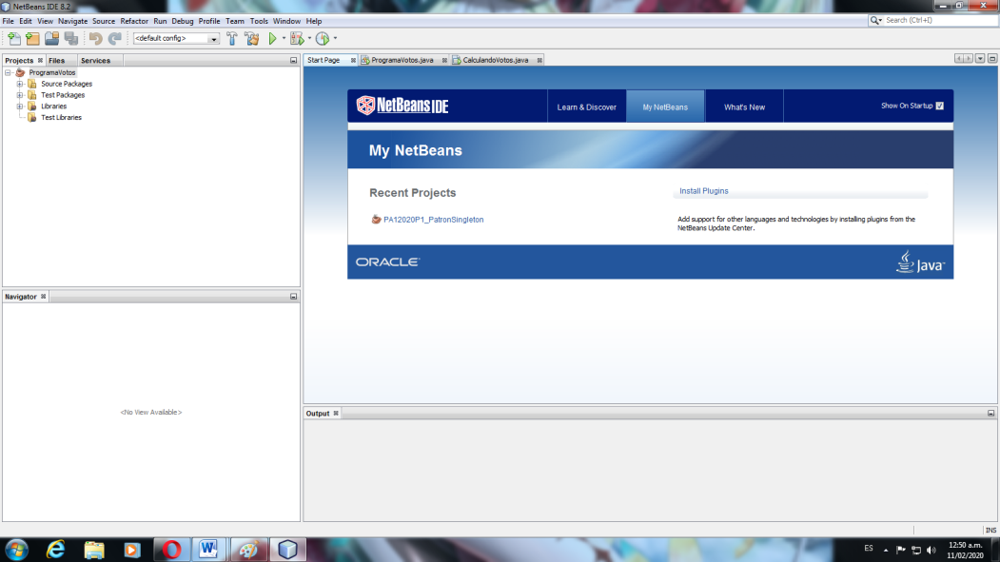 NetBeans IDE 8.2
File Edit View Navigate Source Refactor Run Debug Profile Team Tools Window Help
Search (Ctrl+I)
<default config>
Projects Files Services
Start Page ProgramaVotos.java CalculandoVotos.java
ProgramaVotos
Source Packages
Test Packages
Libraries
Test Libraries
NetBeans IDE
Learn & Discover My NetBeans What's New Show On Startup
My NetBeans
Recent Projects
PA12020P1_PatronSingleton
Install Plugins
Add support for other languages and technologies by installing plugins from the
NetBeans Update Center.
ORACLE
Java
Navigator
<No View Available>
Output
INS
ES
12:50 a.m.
11/02/2020